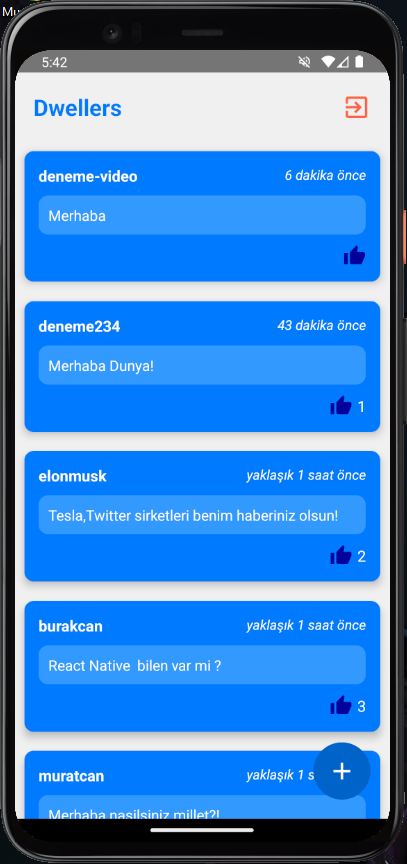 Mu
5:42
Dwellers
deneme-video 6 dakika önce
Merhaba
deneme234 43 dakika önce
Merhaba Dunya!
1
elonmusk yaklaşık 1 saat önce
Tesla,Twitter sirketleri benim haberiniz olsun!
2
burakcan yaklaşık 1 saat önce
React Native  bilen var mi ?
3
muratcan yaklaşık 1 s
Merhaba nasilsiniz millet?!